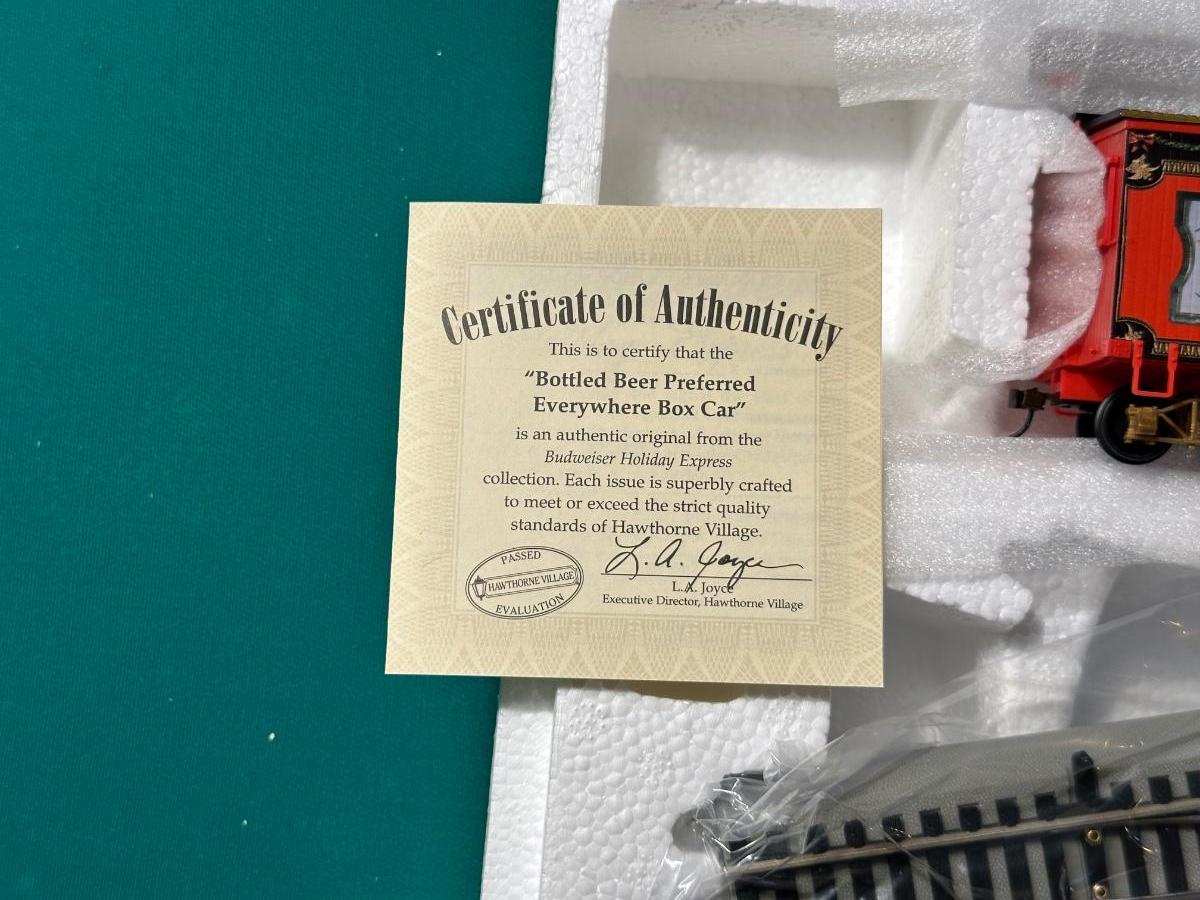 Certificate of Authenticity
This is to certify that the
“Bottled Beer Preferred
Everywhere Box Car”
is an authentic original from the
Budweiser Holiday Express
collection. Each issue is superbly crafted
to meet or exceed the strict quality
standards of Hawthorne Village.
PASSED
HAWTHORNE VILLAGE
EVALUATION
L. A. Joyce
L.A. Joyce
Executive Director, Hawthorne Village